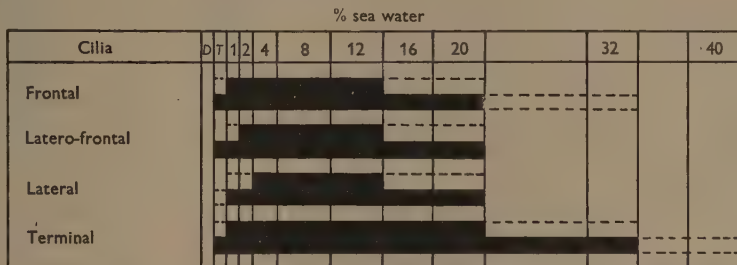 % sea water
Cilia D T 1 2 4 8 12 16 20 32 40
Frontal
Latero-frontal
Lateral
Terminal